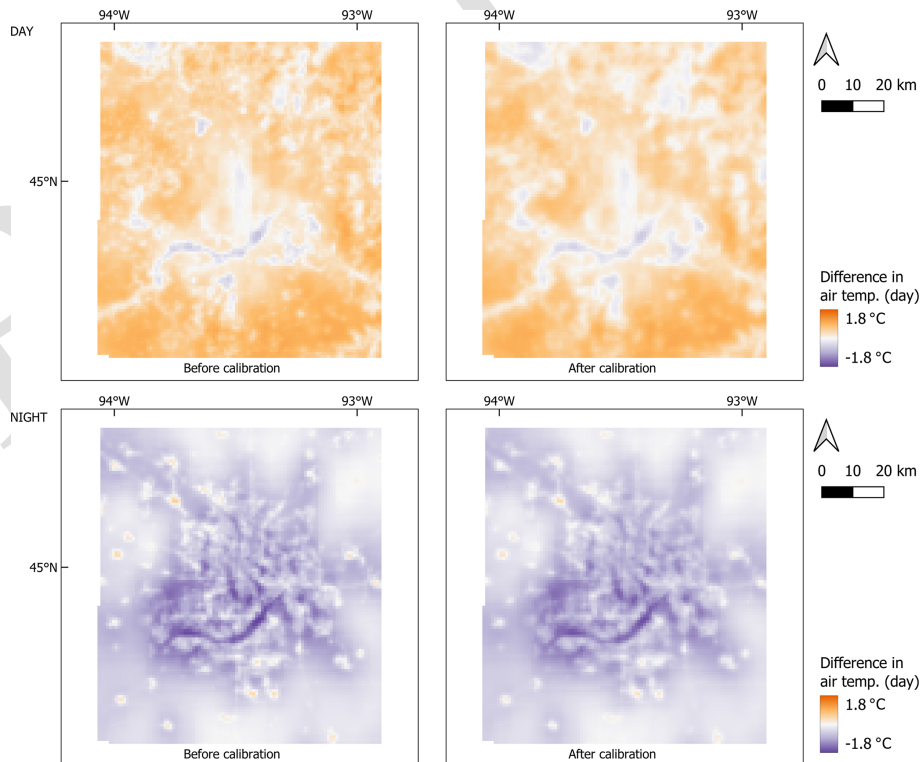 94°W 93°W 94°W 93°W
DAY
0 10 20 km
45°N
Difference in
air temp. (day)
1.8 °C
-1.8 °C
Before calibration After calibration
94°W 93°W 94°W 93°W
NIGHT
0 10 20 km
45°N
Difference in
air temp. (day)
1.8 °C
-1.8 °C
Before calibration After calibration